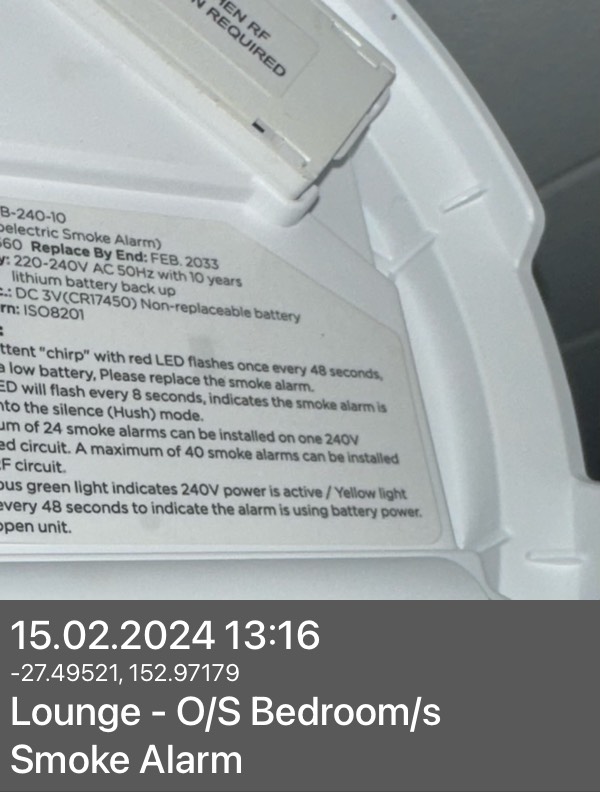 EN RF
N REQUIRED
B-240-10
oelectric Smoke Alarm)
560 Replace By End: FEB. 2033
y: 220-240V AC 50Hz with 10 years
lithium battery back up
.: DC 3V(CR17450) Non-replaceable battery
rn: ISO8201
:
ttent "chirp" with red LED flashes once every 48 seconds,
a low battery, Please replace the smoke alarm.
ED will flash every 8 seconds, indicates the smoke alarm is
nto the silence (Hush) mode.
um of 24 smoke alarms can be installed on one 240V
ed circuit. A maximum of 40 smoke alarms can be installed
F circuit.
ous green light indicates 240V power is active / Yellow light
every 48 seconds to indicate the alarm is using battery power.
open unit.
15.02.2024 13:16
-27.49521, 152.97179
Lounge - O/S Bedroom/s
Smoke Alarm